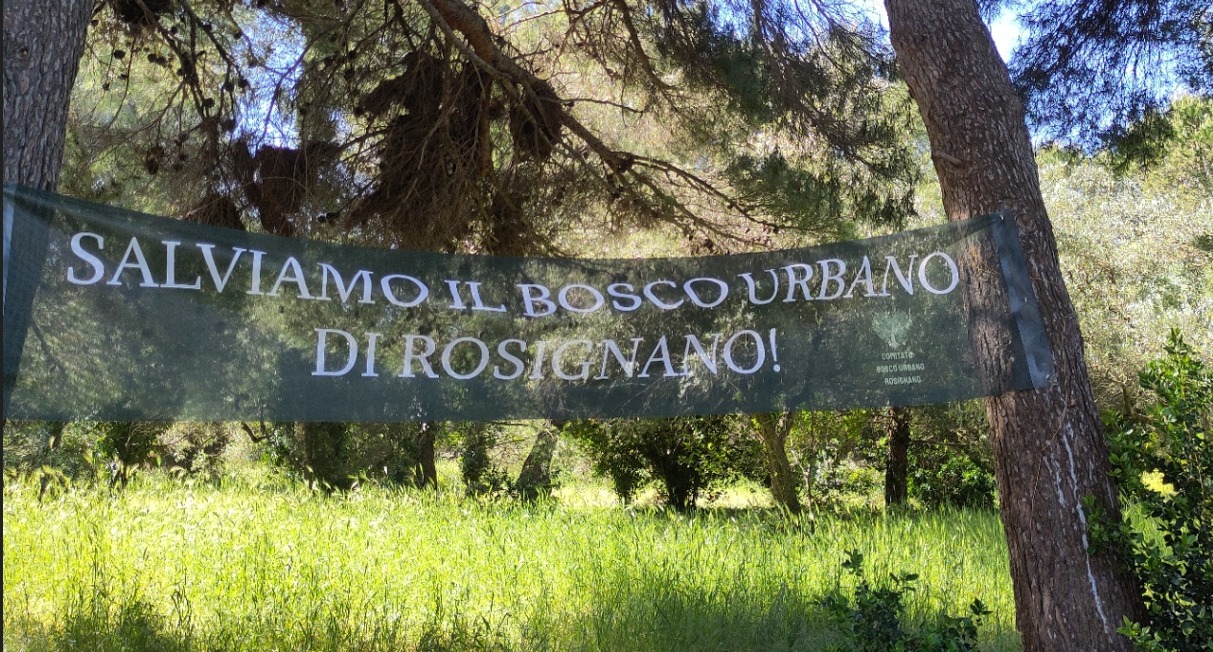 SALVIAMO IL BOSCO URBANO
DI ROSIGNANO!
COMITATO
BOSCO URBANO
ROSIGNANO